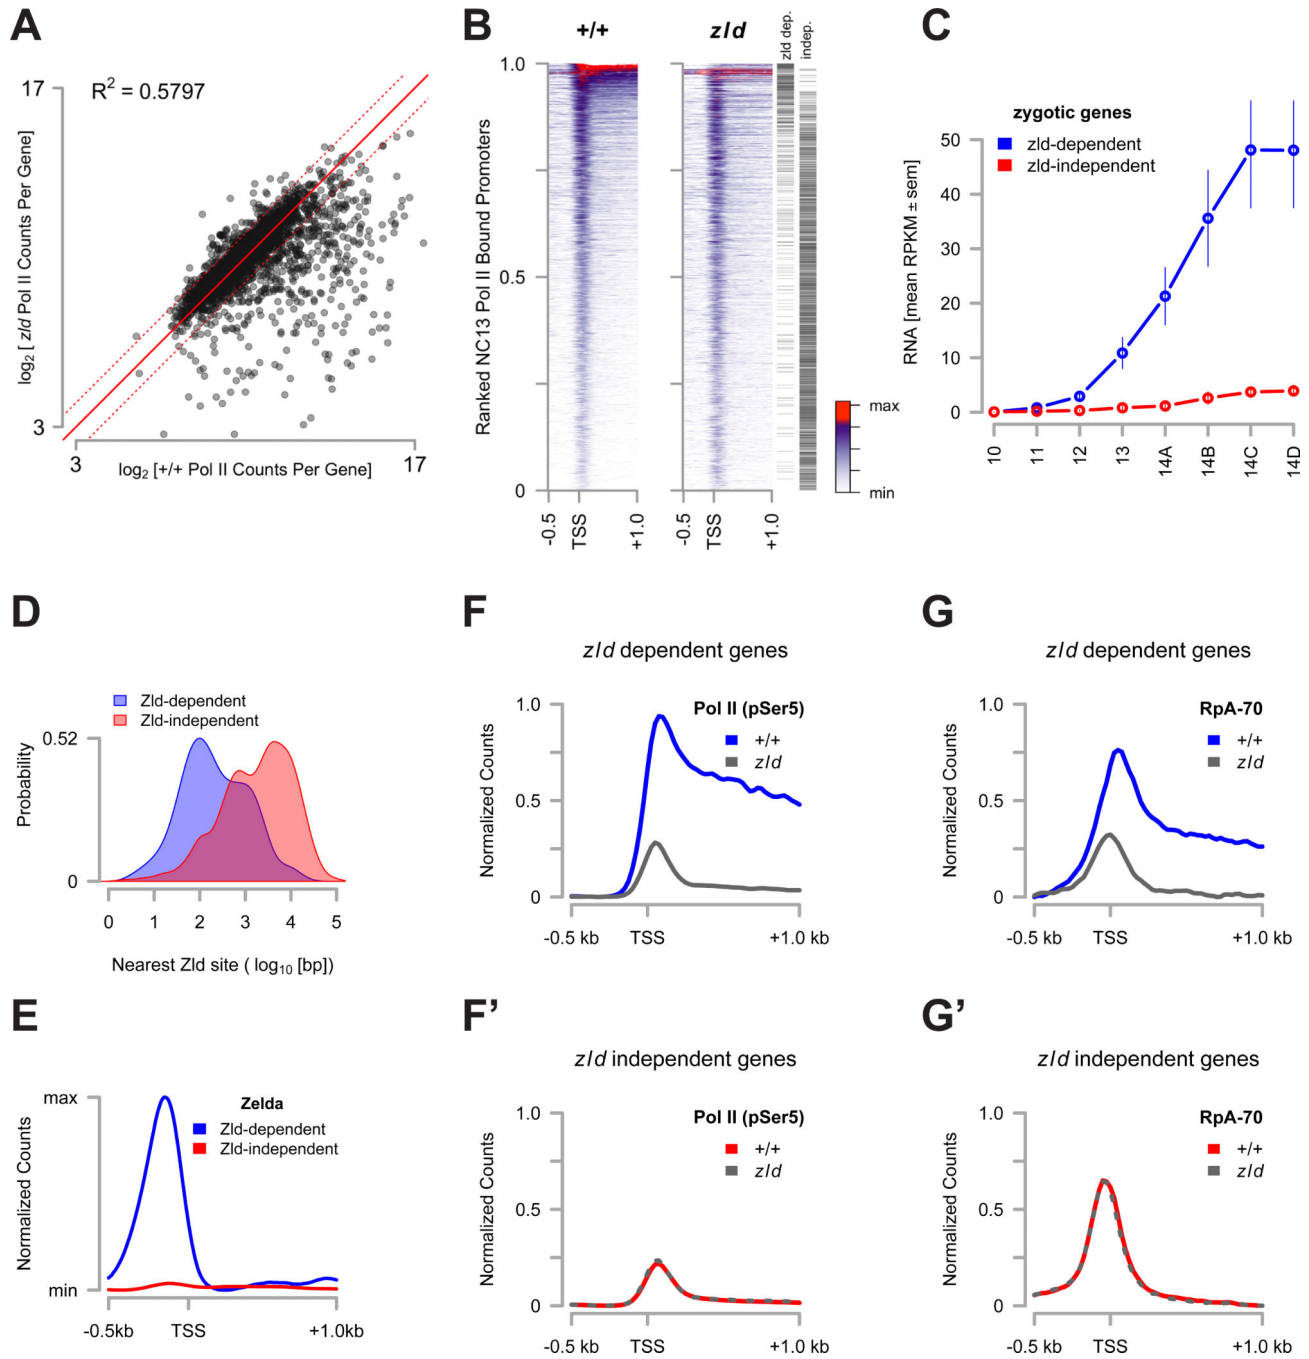 A
17
R² = 0.5797
log₂ [ zld Pol II Counts Per Gene]
3
3
17
log₂ [+/+ Pol II Counts Per Gene]
B
+/+
zld
zld dep.
indep.
Ranked NC13 Pol II Bound Promoters
1.0
0.5
0
-0.5
TSS
+1.0
-0.5
TSS
+1.0
max
min
C
zygotic genes
zld-dependent
zld-independent
RNA [mean RPKM ± sem]
50
40
30
20
10
0
10
11
12
13
14A
14B
14C
14D
D
Zld-dependent
Zld-independent
Probability
0.52
0
0
1
2
3
4
5
Nearest Zld site ( log₁₀ [bp])
E
Zelda
Zld-dependent
Zld-independent
Normalized Counts
max
min
-0.5kb
TSS
+1.0kb
F
zld dependent genes
Pol II (pSer5)
+/+
zld
Normalized Counts
1.0
0.5
0
-0.5 kb
TSS
+1.0 kb
G
zld dependent genes
RpA-70
+/+
zld
Normalized Counts
1.0
0.5
0
-0.5 kb
TSS
+1.0 kb
F’
zld independent genes
Pol II (pSer5)
+/+
zld
Normalized Counts
1.0
0.5
0
-0.5 kb
TSS
+1.0 kb
G’
zld independent genes
RpA-70
+/+
zld
Normalized Counts
1.0
0.5
0
-0.5 kb
TSS
+1.0 kb